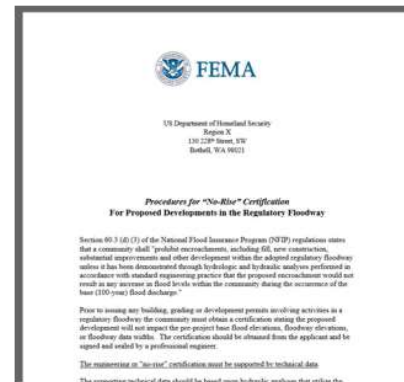 FEMA
US Department of Homeland Security
Region X
130 228th Street, SW
Bothell, WA 98021
Procedures for “No-Rise” Certification
For Proposed Developments in the Regulatory Floodway
Section 60.3 (d) (3) of the National Flood Insurance Program (NFIP) regulations states
that a community shall "prohibit encroachments, including fill, new construction,
substantial improvements and other development within the adopted regulatory floodway
unless it has been demonstrated through hydrologic and hydraulic analyses performed in
accordance with standard engineering practice that the proposed encroachment would not
result in any increase in flood levels within the community during the occurrence of the
base (100-year) flood discharge."
Prior to issuing any building, grading or development permits involving activities in a
regulatory floodway the community must obtain a certification stating the proposed
development will not impact the pre-project base flood elevations, floodway elevations,
or floodway data widths. The certification should be obtained from the applicant and be
signed and sealed by a professional engineer.
The engineering or "no-rise" certification must be supported by technical data
The supporting technical data should be based upon hydraulic analyses that utilize the